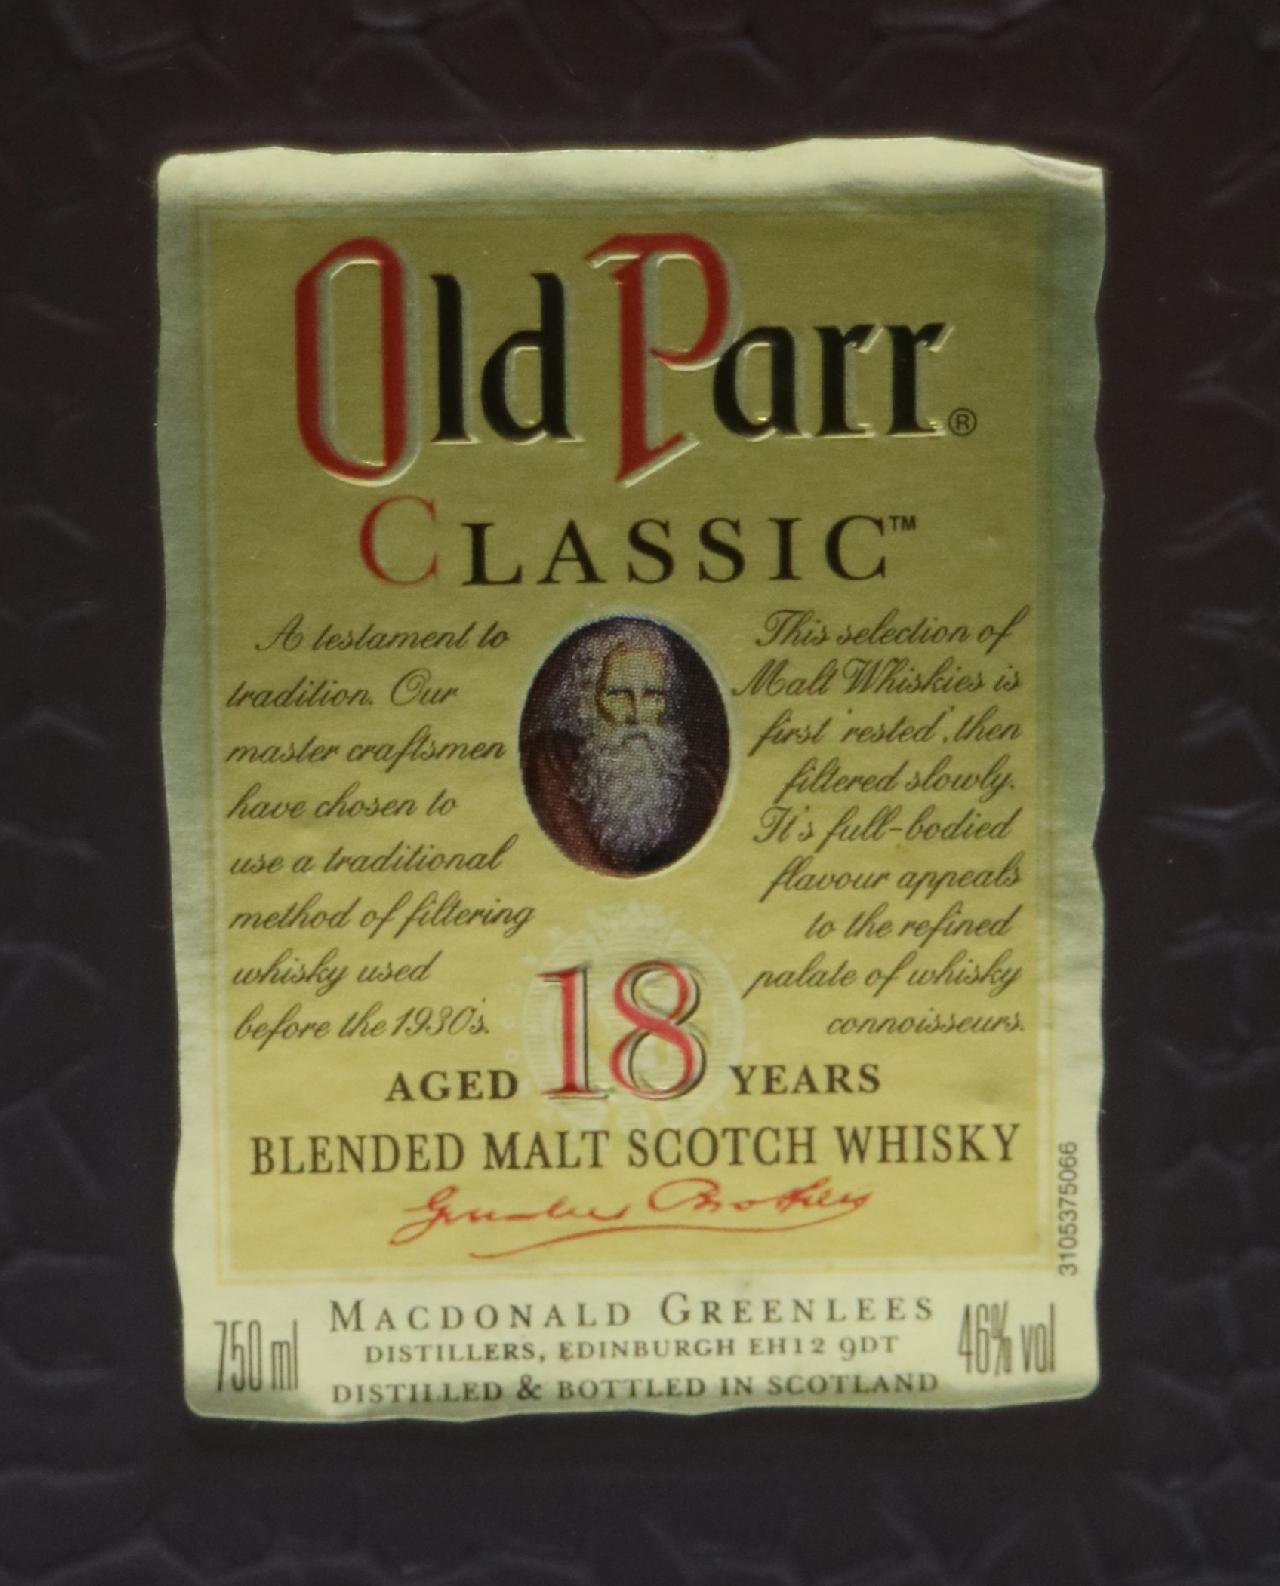 Old Parr®
CLASSIC™
A testament to
tradition. Our
master craftsmen
have chosen to
use a traditional
method of filtering
whisky used
before the 1930's.
This selection of
Malt Whiskies is
first 'rested', then
filtered slowly.
It's full-bodied
flavour appeals
to the refined
palate of whisky
connoisseurs.
AGED 18 YEARS
BLENDED MALT SCOTCH WHISKY
Greenlees Brothers
3105375066
MACDONALD GREENLEES
DISTILLERS, EDINBURGH EH12 9DT
DISTILLED & BOTTLED IN SCOTLAND
750 ml
46% vol